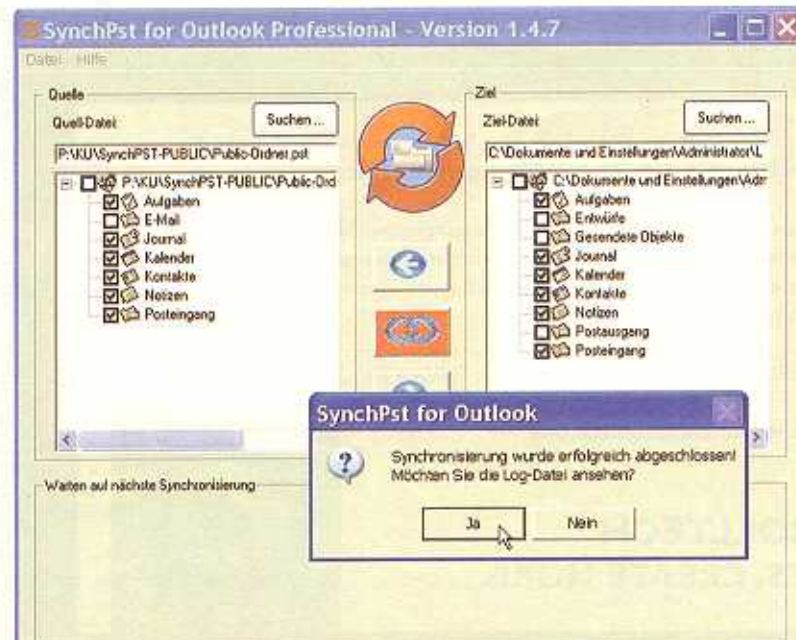 SynchPst for Outlook Professional - Version 1.4.7
Datei Hilfe
Quelle
Quell-Datei:
Suchen ...
P:\KU\SynchPST-PUBLIC\Public-Ordner.pst
P:\KU\SynchPST-PUBLIC\Public-Ord
Aufgaben
E-Mail
Journal
Kalender
Kontakte
Notizen
Posteingang
Ziel
Ziel-Datei:
Suchen ...
C:\Dokumente und Einstellungen\Administrator\L
C:\Dokumente und Einstellungen\Adm
Aufgaben
Entwürfe
Gesendete Objekte
Journal
Kalender
Kontakte
Notizen
Postausgang
Posteingang
SynchPst for Outlook
Synchronisierung wurde erfolgreich abgeschlossen!
Möchten Sie die Log-Datei ansehen?
Ja
Nein
Warten auf nächste Synchronisierung